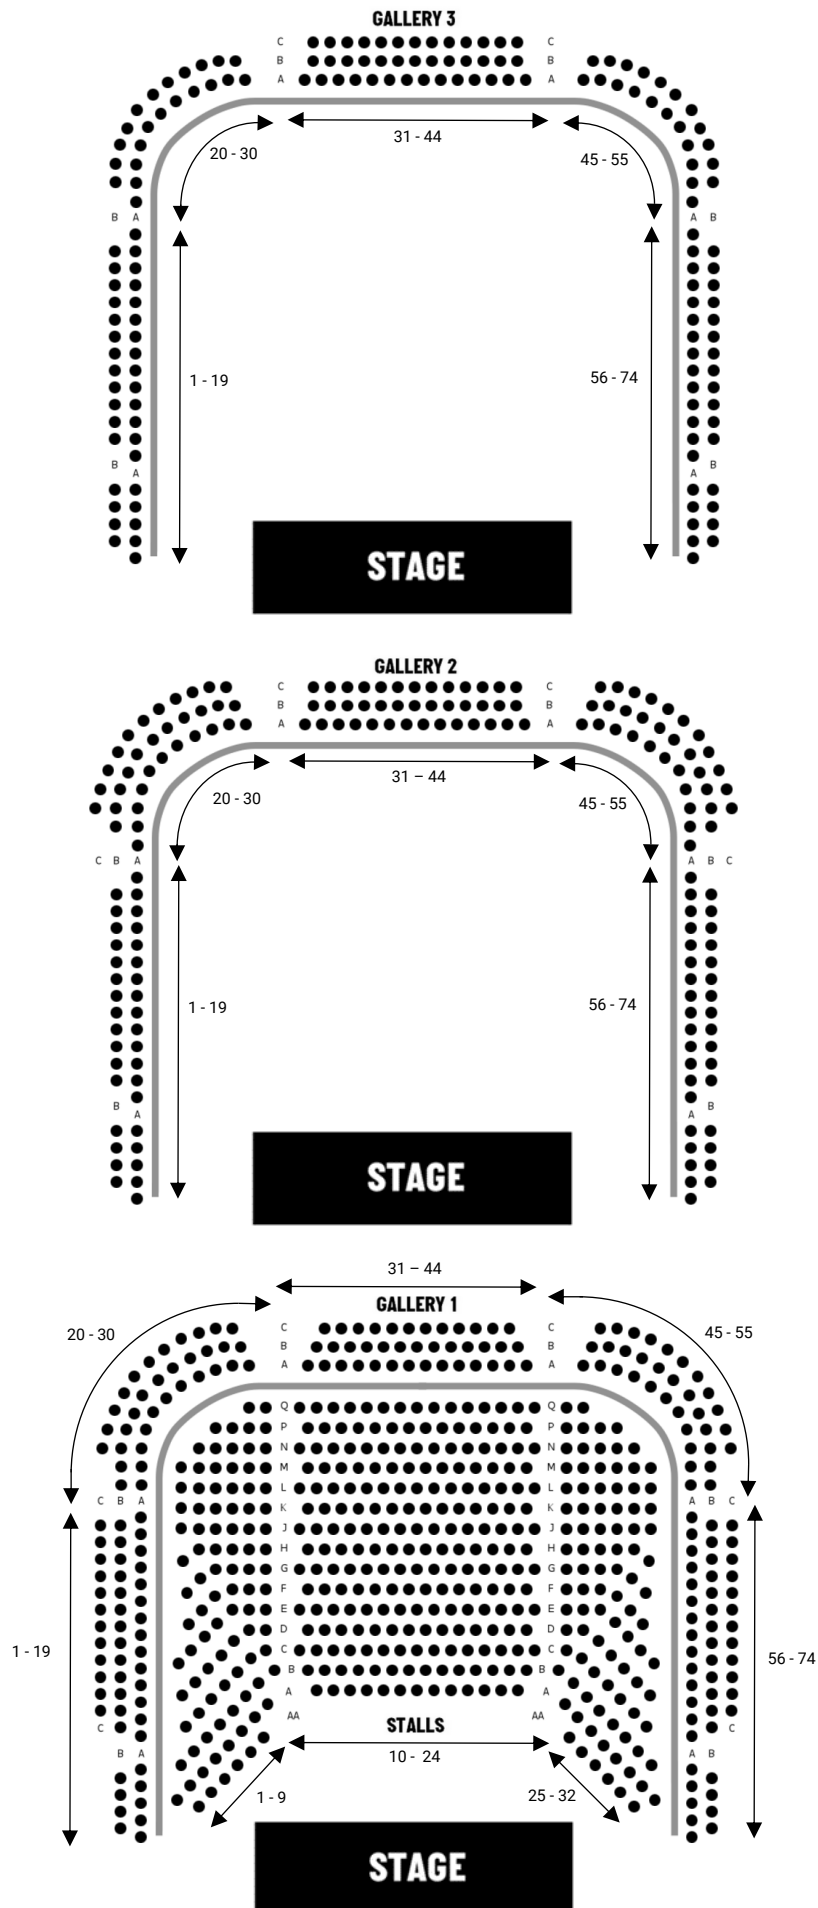 GALLERY 3
C C
B B
A A
31 - 44
20 - 30 45 - 55
B A A B
1 - 19 56 - 74
B B
A A
STAGE
GALLERY 2
C C
B B
A A
31 – 44
20 - 30 45 - 55
C B A A B C
1 - 19 56 - 74
B B
A A
STAGE
31 – 44
GALLERY 1
20 - 30 45 - 55
C C
B B
A A
Q Q
P P
N N
M M
L L
C B A A B C
K K
J J
H H
G G
F F
E E
D D
1 - 19 56 - 74
C C
B B
A A
AA AA
STALLS
C C
B A A B
10 - 24
1 - 9 25 - 32
STAGE